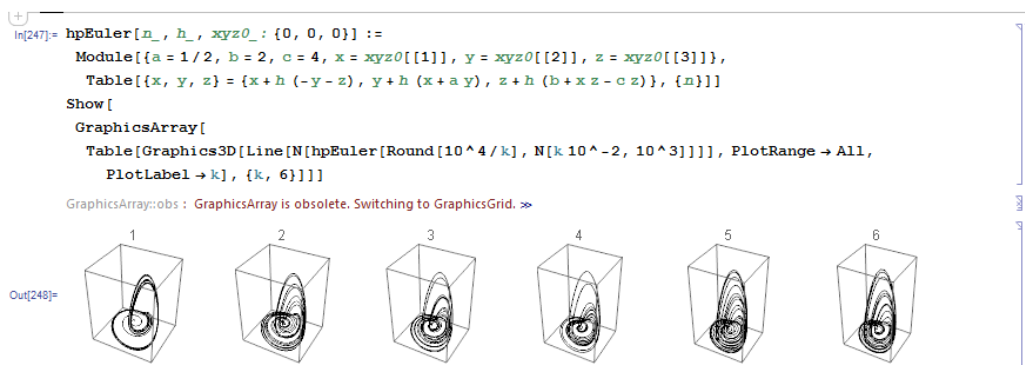 In[247]:= hpEuler[n_, h_, xyz0_: {0, 0, 0}] :=
Module[{a = 1/2, b = 2, c = 4, x = xyz0[[1]], y = xyz0[[2]], z = xyz0[[3]]},
Table[{x, y, z} = {x + h (-y - z), y + h (x + a y), z + h (b + x z - c z)}, {n}]]
Show[
GraphicsArray[
Table[Graphics3D[Line[N[hpEuler[Round[10^4/k], N[k 10^-2, 10^3]]]], PlotRange → All,
PlotLabel → k], {k, 6}]]]
GraphicsArray::obs : GraphicsArray is obsolete. Switching to GraphicsGrid. ≫
1 2 3 4 5 6
Out[248]=